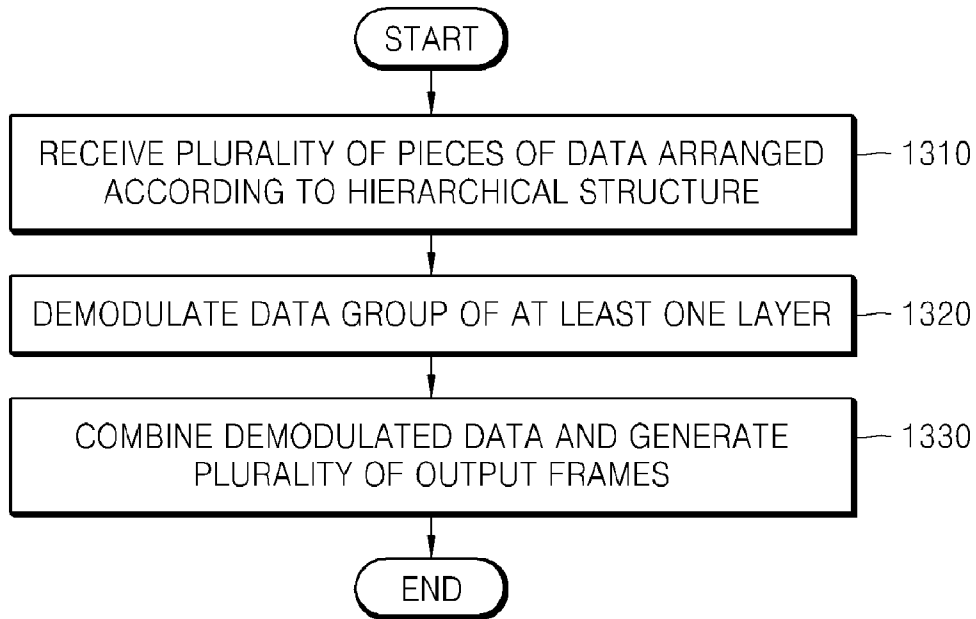 START
RECEIVE PLURALITY OF PIECES OF DATA ARRANGED
ACCORDING TO HIERARCHICAL STRUCTURE
1310
DEMODULATE DATA GROUP OF AT LEAST ONE LAYER
1320
COMBINE DEMODULATED DATA AND GENERATE
PLURALITY OF OUTPUT FRAMES
1330
END